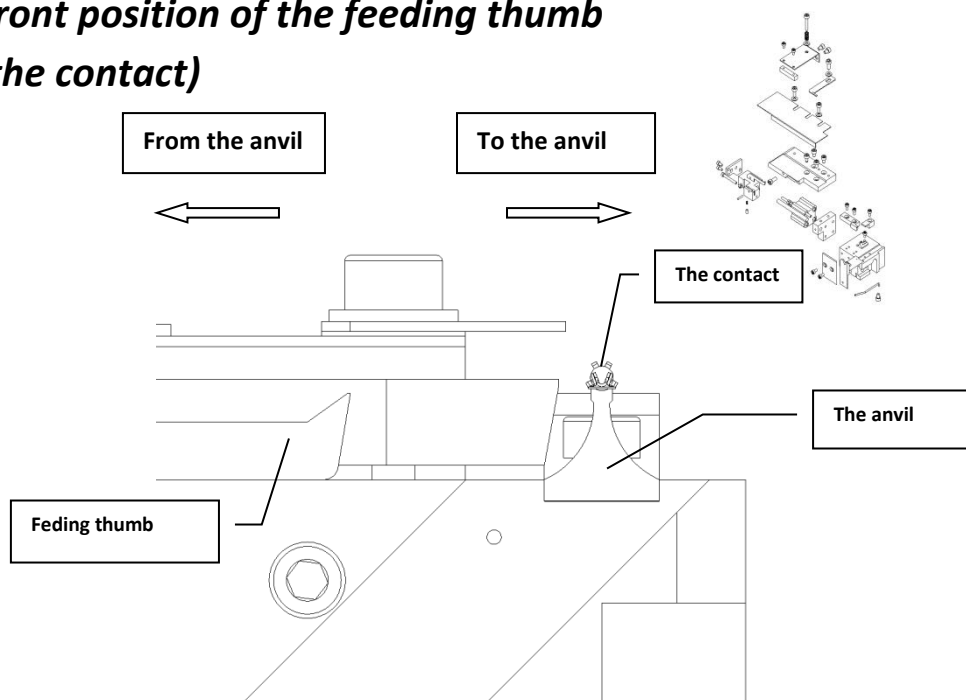 ront position of the feeding thumb
the contact)
From the anvil
To the anvil
The contact
The anvil
Feding thumb